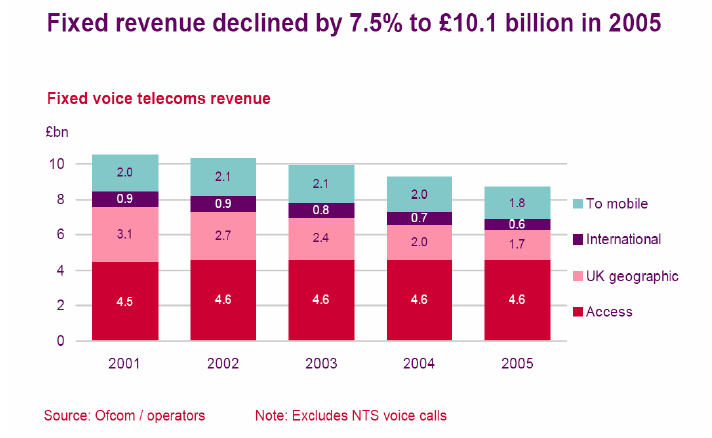 Fixed revenue declined by 7.5% to £10.1 billion in 2005
Fixed voice telecoms revenue
£bn
10
8
6
4
2
0
2.0
2.1
2.1
2.0
1.8
0.9
0.9
0.8
0.7
0.6
3.1
2.7
2.4
2.0
1.7
4.5
4.6
4.6
4.6
4.6
To mobile
International
UK geographic
Access
2001 2002 2003 2004 2005
Source: Ofcom / operators Note: Excludes NTS voice calls